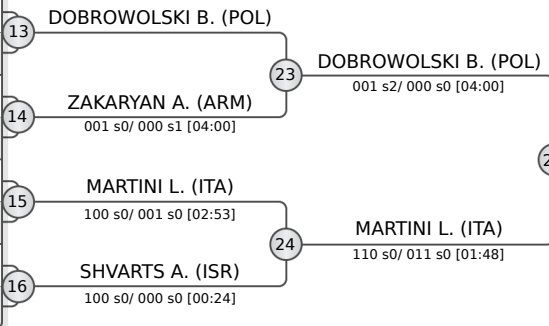 DOBROWOLSKI B. (POL)
13
23
DOBROWOLSKI B. (POL)
001 s2/ 000 s0 [04:00]
ZAKARYAN A. (ARM)
14
001 s0/ 000 s1 [04:00]
MARTINI L. (ITA)
15
100 s0/ 001 s0 [02:53]
24
MARTINI L. (ITA)
110 s0/ 011 s0 [01:48]
SHVARTS A. (ISR)
16
100 s0/ 000 s0 [00:24]